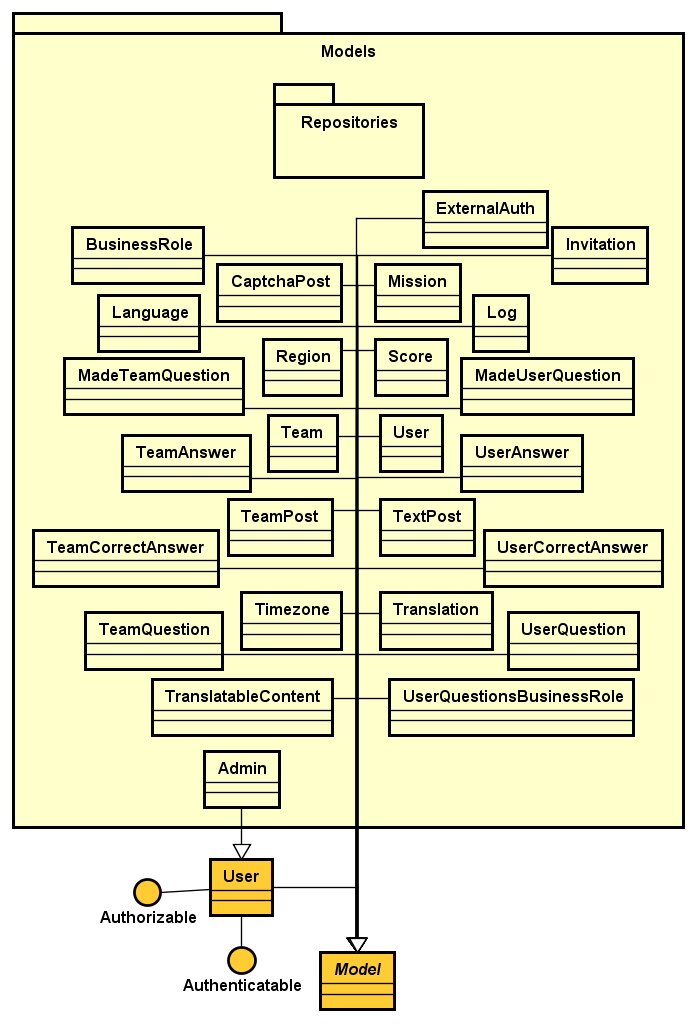 Models
Repositories
ExternalAuth
BusinessRole
Invitation
CaptchaPost
Mission
Language
Log
Region
Score
MadeTeamQuestion
MadeUserQuestion
Team
User
TeamAnswer
UserAnswer
TeamPost
TextPost
TeamCorrectAnswer
UserCorrectAnswer
Timezone
Translation
TeamQuestion
UserQuestion
TranslatableContent
UserQuestionsBusinessRole
Admin
User
Authorizable
Authenticatable
Model